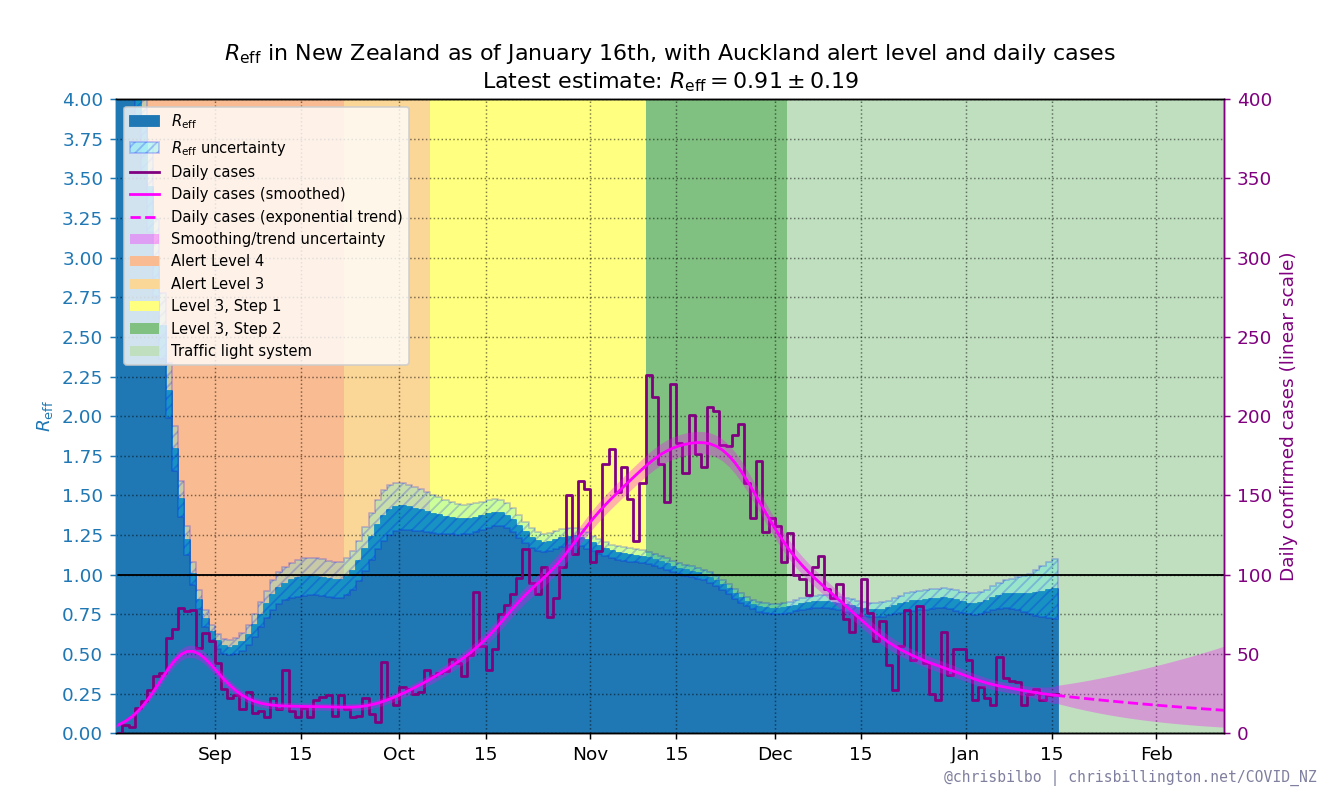 R_eff in New Zealand as of January 16th, with Auckland alert level and daily cases
Latest estimate: R_eff = 0.91 ± 0.19
R_eff
R_eff uncertainty
Daily cases
Daily cases (smoothed)
Daily cases (exponential trend)
Smoothing/trend uncertainty
Alert Level 4
Alert Level 3
Level 3, Step 1
Level 3, Step 2
Traffic light system
R_eff
4.00
3.75
3.50
3.25
3.00
2.75
2.50
2.25
2.00
1.75
1.50
1.25
1.00
0.75
0.50
0.25
0.00
400
350
300
250
200
150
100
50
0
Daily confirmed cases (linear scale)
Sep 15 Oct 15 Nov 15 Dec 15 Jan 15 Feb
@chrisbilbo | chrisbillington.net/COVID_NZ